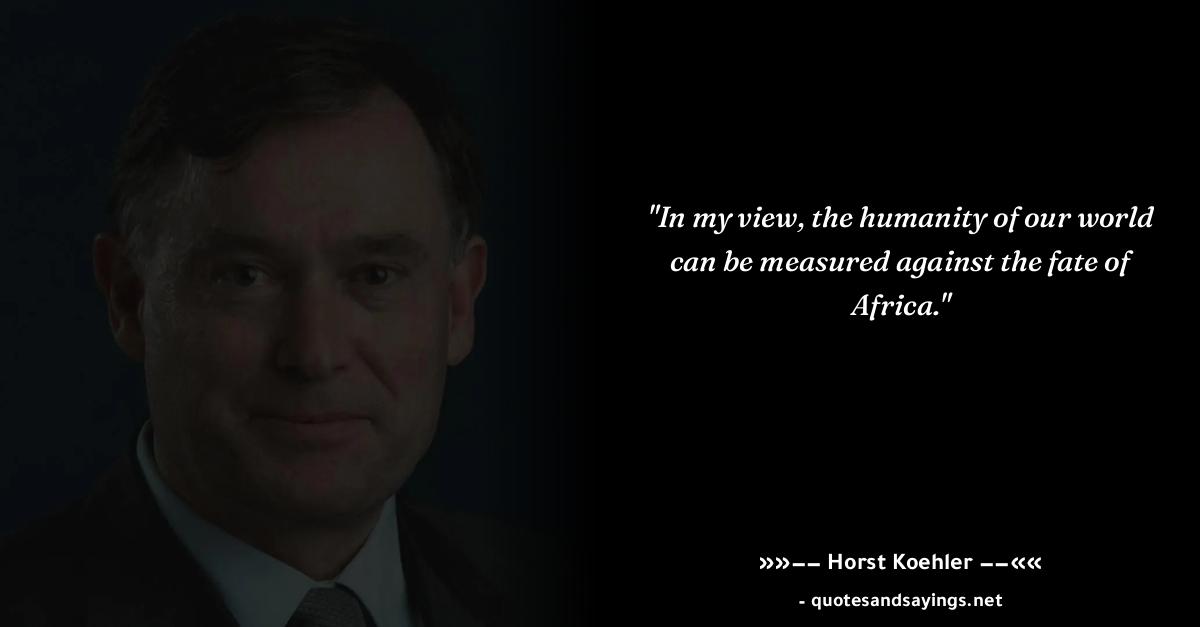 "In my view, the humanity of our world
can be measured against the fate of
Africa."
»»−− Horst Koehler −−««
- quotesandsayings.net